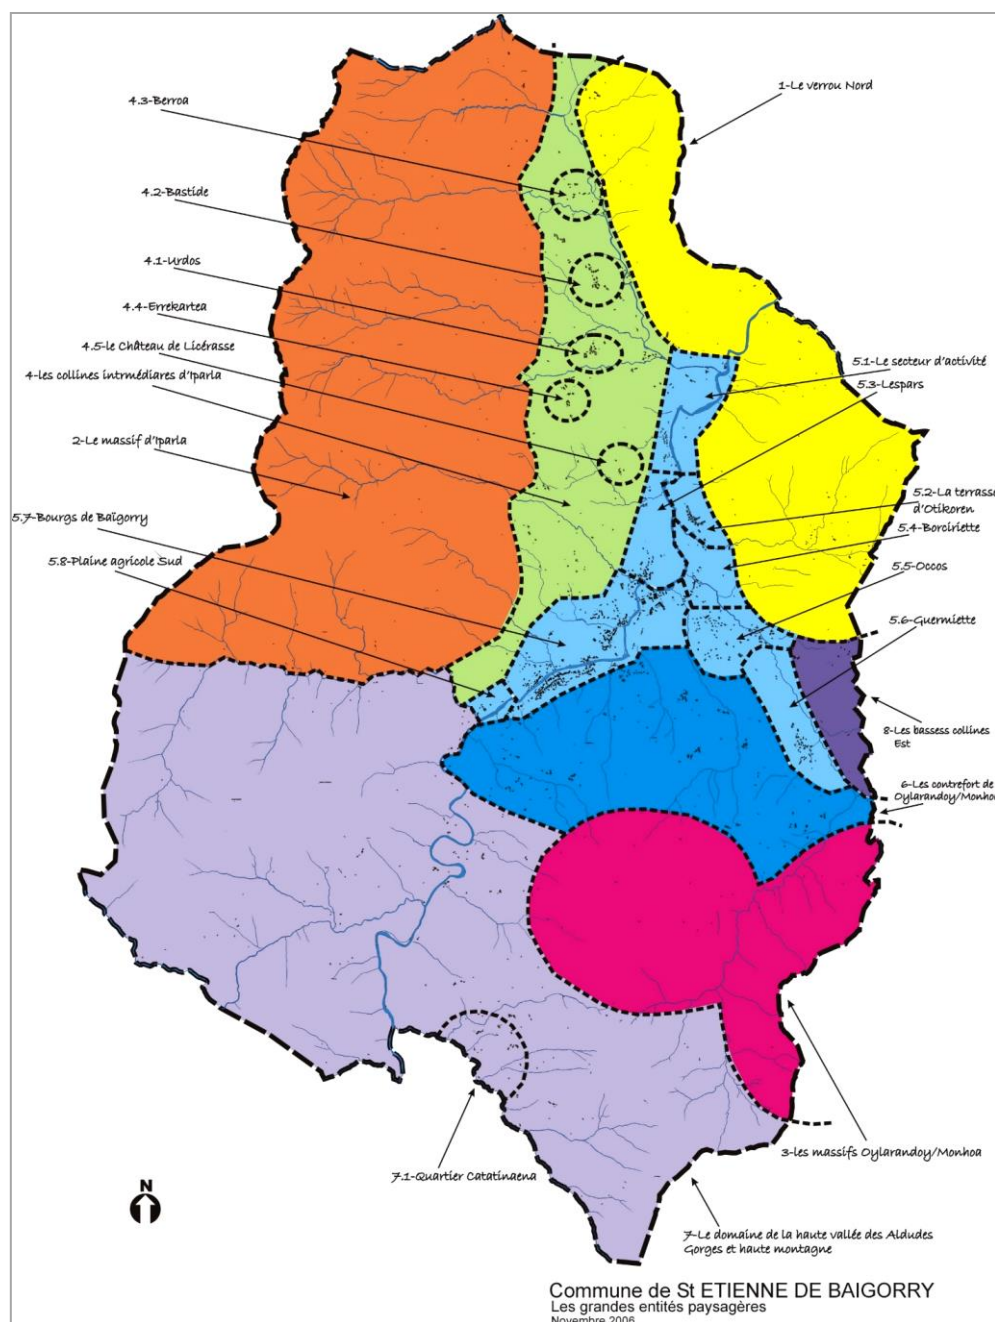 1-Le verrou Nord
4.3-Berroa
4.2-Bastide
4.1-Urdos
4.4-Errekartea
4.5-le Château de Licérasse
4-les collines intrmédiares d'Iparla
2-Le massif d'Iparla
5.7-Bourgs de Baïgorry
5.8-Plaine agricole Sud
5.1-Le secteur d'activité
5.3-Lespars
5.2-La terrasse
d'Otikoren
5.4-Borciriette
5.5-Occos
5.6-Guermiette
8-Les bassess collines
Est
6-Les contrefort de
Oylarandoy/Monhoa
3-les massifs Oylarandoy/Monhoa
7.1-Quartier Catatinaena
7-Le domaine de la haute vallée des Aldudes
Gorges et haute montagne
N
Commune de St ETIENNE DE BAIGORRY
Les grandes entités paysagères
Novembre 2006